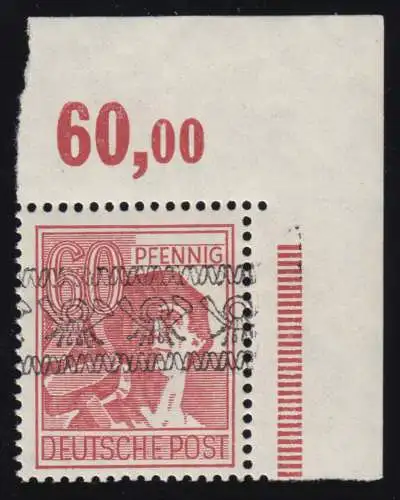 60,00
60 PFENNIG
DEUTSCHE POST